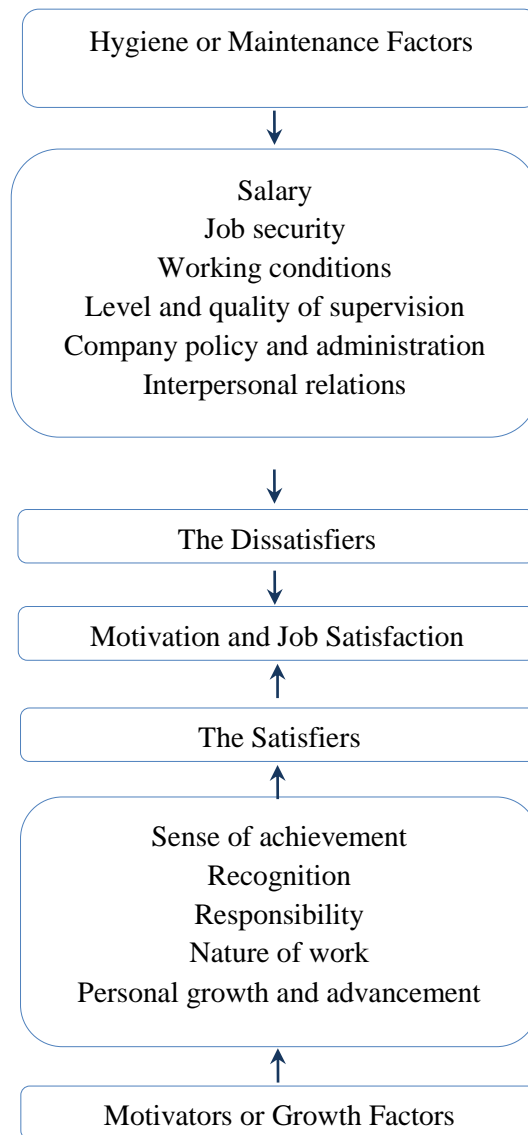 Hygiene or Maintenance Factors
Salary
Job security
Working conditions
Level and quality of supervision
Company policy and administration
Interpersonal relations
The Dissatisfiers
Motivation and Job Satisfaction
The Satisfiers
Sense of achievement
Recognition
Responsibility
Nature of work
Personal growth and advancement
Motivators or Growth Factors